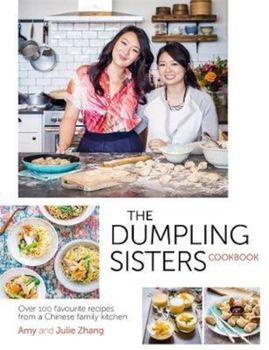 THE
DUMPLING
SISTERS COOKBOOK
Over 100 favourite recipes
from a Chinese family kitchen
Amy and Julie Zhang